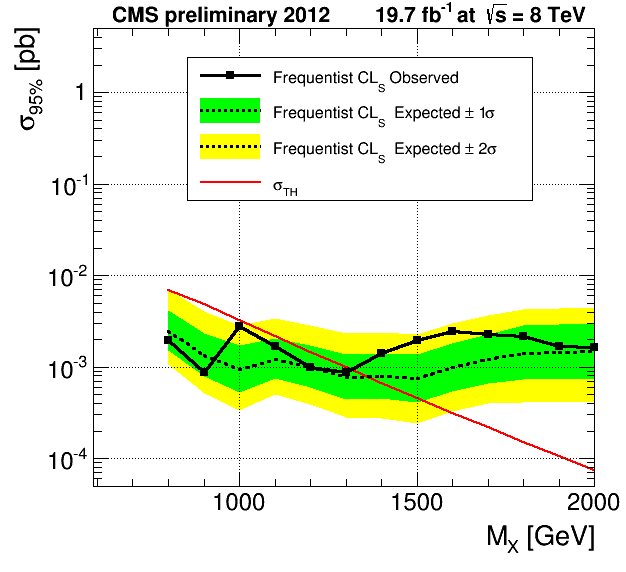 CMS preliminary 2012 19.7 fb⁻¹ at √s = 8 TeV
σ95% [pb]
Frequentist CLS Observed
Frequentist CLS Expected ± 1σ
Frequentist CLS Expected ± 2σ
σTH
1
10⁻¹
10⁻²
10⁻³
10⁻⁴
1000 1500 2000
MX [GeV]